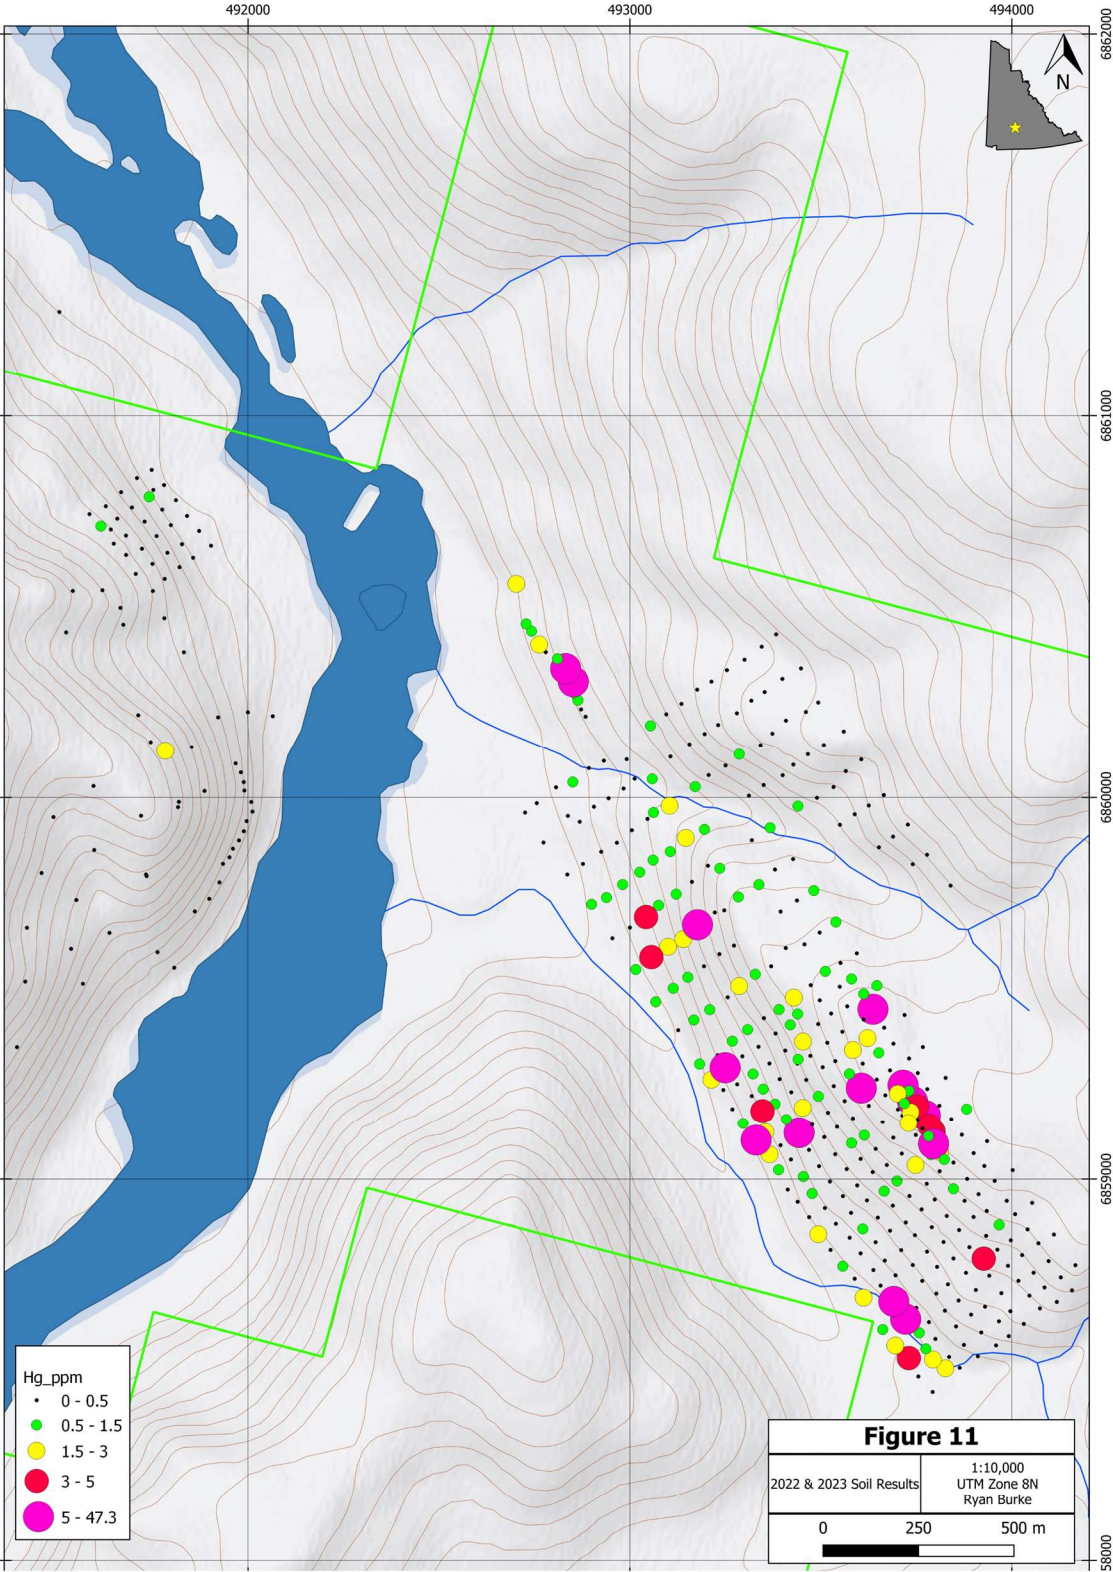 492000
493000
494000
6862000
N
6861000
6860000
6859000
58000
Hg_ppm
0 - 0.5
0.5 - 1.5
1.5 - 3
3 - 5
5 - 47.3
Figure 11
2022 & 2023 Soil Results
1:10,000
UTM Zone 8N
Ryan Burke
0 250 500 m